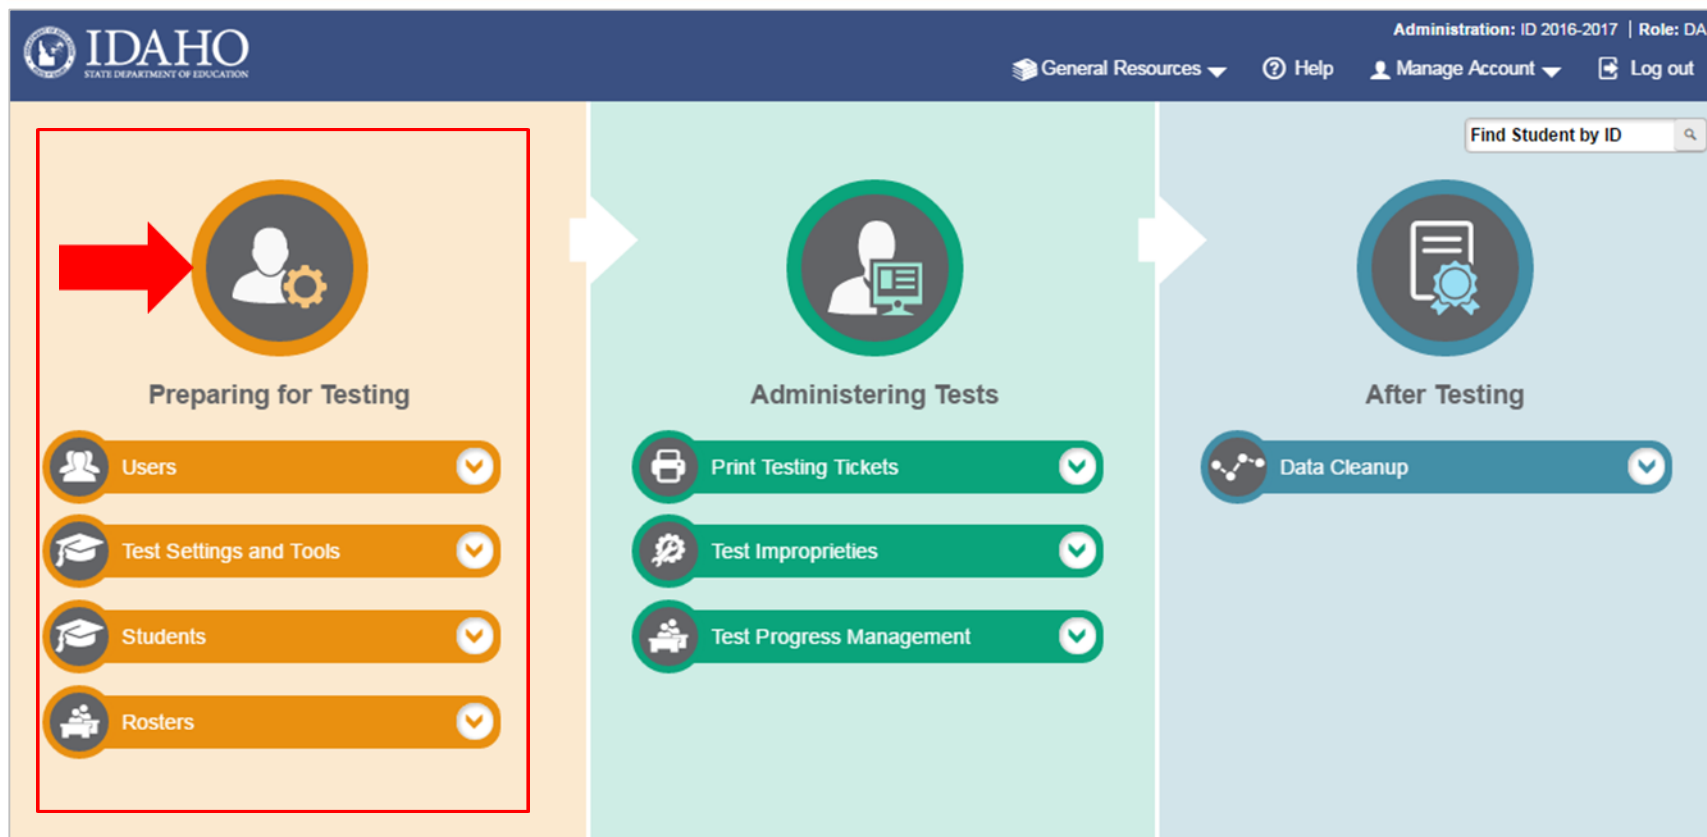 IDAHO
STATE DEPARTMENT OF EDUCATION
Administration: ID 2016-2017 | Role: DA
General Resources
Help
Manage Account
Log out
Find Student by ID
Preparing for Testing
Users
Test Settings and Tools
Students
Rosters
Administering Tests
Print Testing Tickets
Test Improprieties
Test Progress Management
After Testing
Data Cleanup